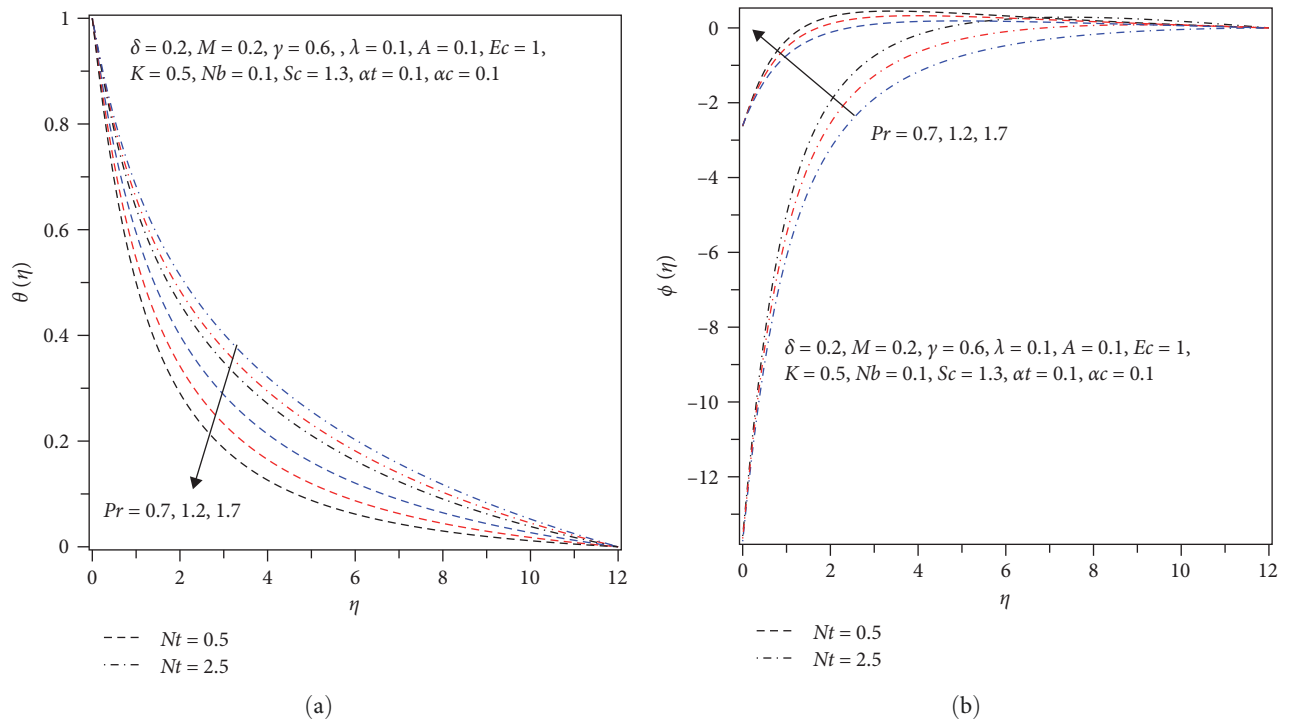 1
0.8
0.6
0.4
0.2
0
θ (η)
δ = 0.2, M = 0.2, γ = 0.6, , λ = 0.1, A = 0.1, Ec = 1,
K = 0.5, Nb = 0.1, Sc = 1.3, αt = 0.1, αc = 0.1
Pr = 0.7, 1.2, 1.7
0 2 4 6 8 10 12
η
Nt = 0.5
Nt = 2.5
(a)
0
–2
–4
–6
–8
–10
–12
ϕ (η)
Pr = 0.7, 1.2, 1.7
δ = 0.2, M = 0.2, γ = 0.6, λ = 0.1, A = 0.1, Ec = 1,
K = 0.5, Nb = 0.1, Sc = 1.3, αt = 0.1, αc = 0.1
0 2 4 6 8 10 12
η
Nt = 0.5
Nt = 2.5
(b)